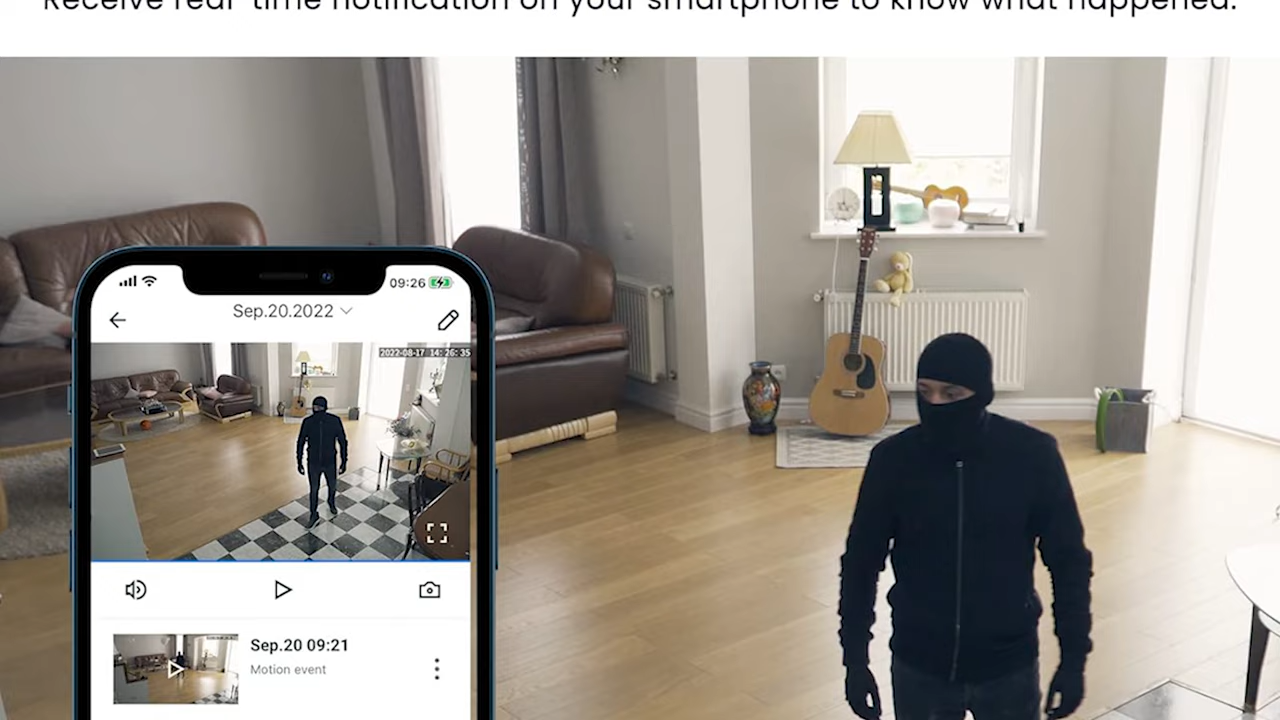 Receive real-time notification on your smartphone to know what happened.
09:26
Sep.20.2022
2022-08-17 14:26:35
Sep.20 09:21
Motion event